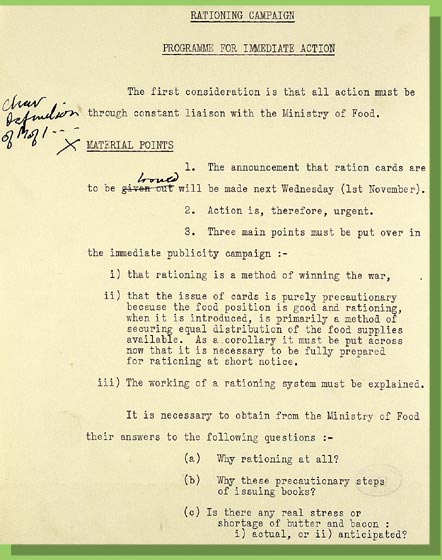 RATIONING CAMPAIGN
PROGRAMME FOR IMMEDIATE ACTION
The first consideration is that all action must be
through constant liaison with the Ministry of Food.
Clear
Definition
of M of I ---
X MATERIAL POINTS
1. The announcement that ration cards are
issued
to be given out will be made next Wednesday (1st November).
2. Action is, therefore, urgent.
3. Three main points must be put over in
the immediate publicity campaign :-
i) that rationing is a method of winning the war,
ii) that the issue of cards is purely precautionary
because the food position is good and rationing,
when it is introduced, is primarily a method of
securing equal distribution of the food supplies
available. As a corollary it must be put across
now that it is necessary to be fully prepared
for rationing at short notice.
iii) The working of a rationing system must be explained.
It is necessary to obtain from the Ministry of Food
their answers to the following questions :-
(a) Why rationing at all?
(b) Why these precautionary steps
of issuing books?
(c) Is there any real stress or
shortage of butter and bacon :
i) actual, or ii) anticipated?